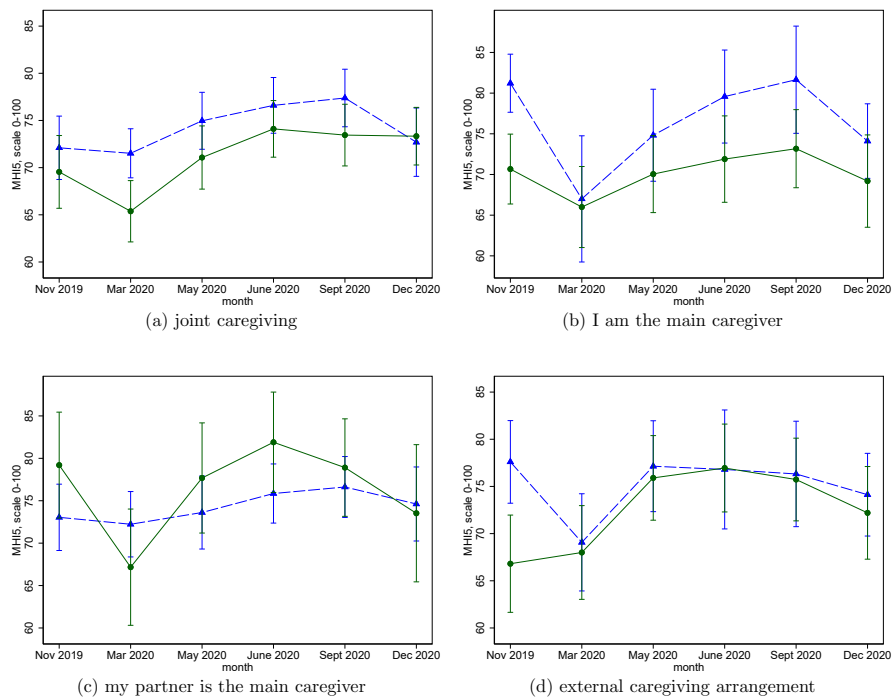 MHI5, scale 0-100
85
80
75
70
65
60
Nov 2019 Mar 2020 May 2020 June 2020 Sept 2020 Dec 2020
month
(a) joint caregiving
MHI5, scale 0-100
85
80
75
70
65
60
Nov 2019 Mar 2020 May 2020 June 2020 Sept 2020 Dec 2020
month
(b) I am the main caregiver
MHI5, scale 0-100
85
80
75
70
65
60
Nov 2019 Mar 2020 May 2020 June 2020 Sept 2020 Dec 2020
month
(c) my partner is the main caregiver
MHI5, scale 0-100
85
80
75
70
65
60
Nov 2019 Mar 2020 May 2020 June 2020 Sept 2020 Dec 2020
month
(d) external caregiving arrangement